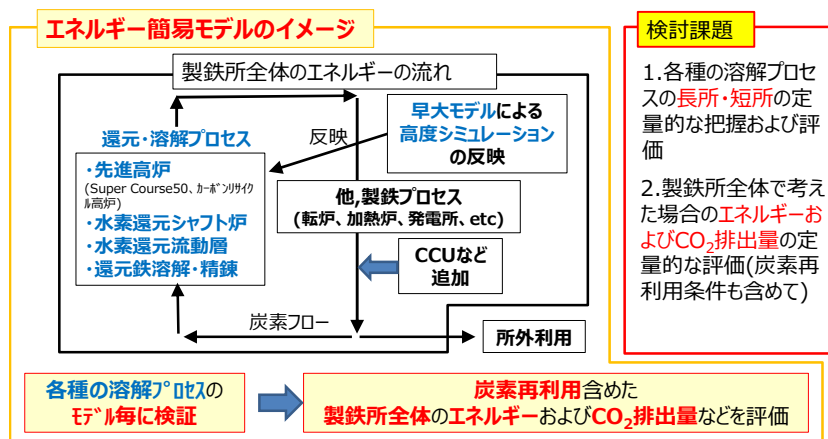 エネルギー簡易モデルのイメージ
製鉄所全体のエネルギーの流れ
還元・溶解プロセス
・先進高炉
(Super Course50、カーボンリサイク
ル高炉)
・水素還元シャフト炉
・水素還元流動層
・還元鉄溶解・精錬
反映
早大モデルによる
高度シミュレーション
の反映
他,製鉄プロセス
(転炉、加熱炉、発電所、etc)
CCUなど
追加
炭素フロー
所外利用
各種の溶解プロセスの
モデル毎に検証
炭素再利用含めた
製鉄所全体のエネルギーおよびCO₂排出量などを評価
検討課題
1.各種の溶解プロセ
スの長所・短所の定
量的な把握および評
価
2.製鉄所全体で考え
た場合のエネルギーお
よびCO₂排出量の定
量的な評価(炭素再
利用条件も含めて)